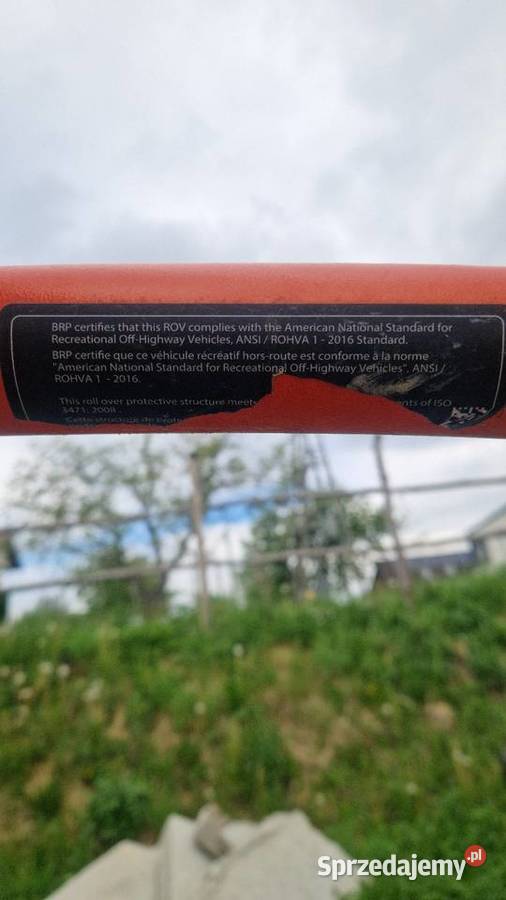 BRP certifies that this ROV complies with the American National Standard for
Recreational Off-Highway Vehicles, ANSI / ROHVA 1 - 2016 Standard.
BRP certifie que ce véhicule récréatif hors-route est conforme à la norme
"American National Standard for Recreational Off-Highway Vehicles", ANSI /
ROHVA 1 - 2016.
This roll over protective structure meets of ISO
3471: 2008
Cette structure de
Sprzedajemy.pl